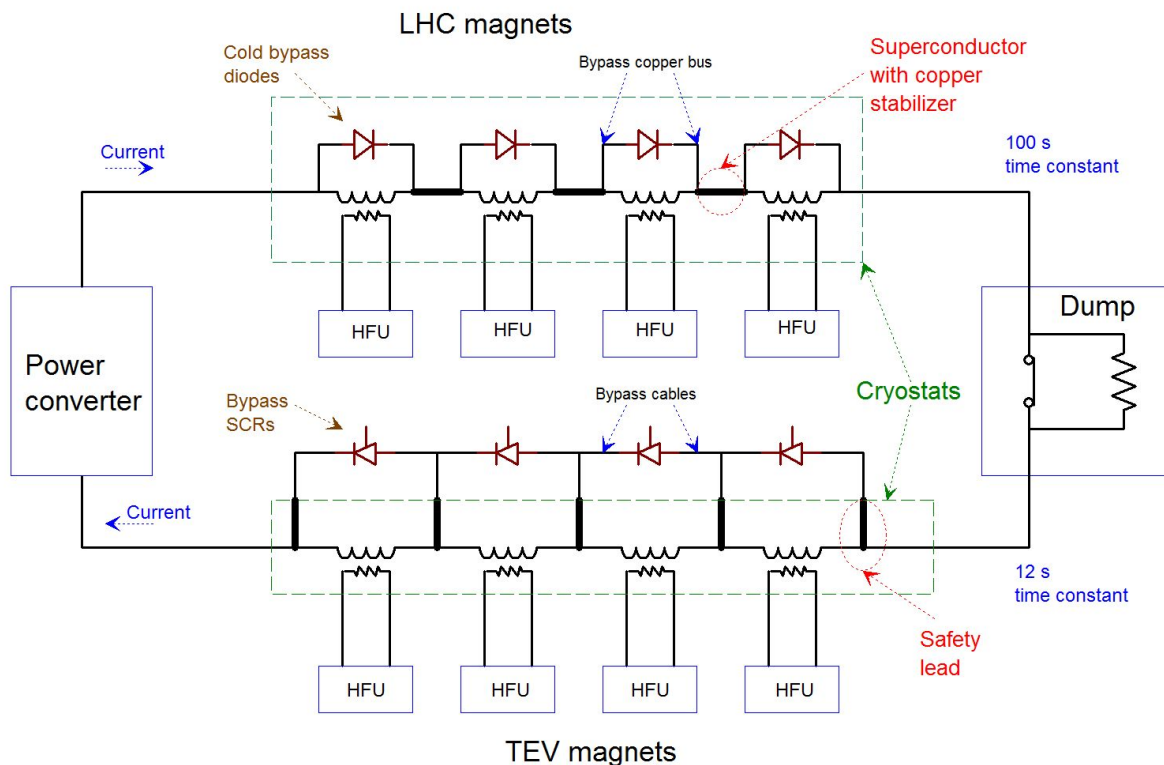 LHC magnets
Cold bypass
diodes
Bypass copper bus
Superconductor
with copper
stabilizer
Current
100 s
time constant
HFU
HFU
HFU
HFU
Dump
Power
converter
Cryostats
Bypass
SCRs
Bypass cables
Current
12 s
time constant
Safety
lead
HFU
HFU
HFU
HFU
TEV magnets